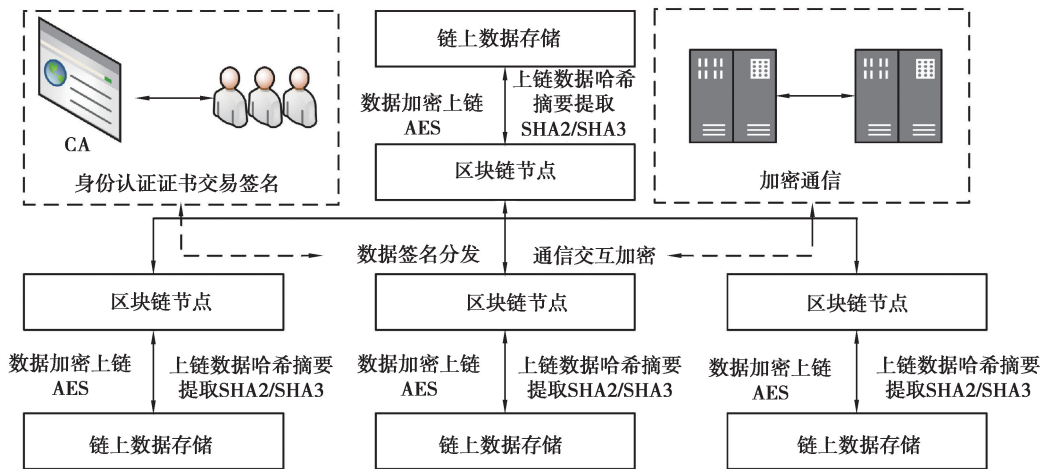 链上数据存储
数据加密上链
AES
上链数据哈希
摘要提取
SHA2/SHA3
区块链节点
CA
身份认证证书交易签名
加密通信
数据签名分发
通信交互加密
区块链节点
区块链节点
区块链节点
数据加密上链
AES
上链数据哈希摘要
提取SHA2/SHA3
数据加密上链
AES
上链数据哈希摘要
提取SHA2/SHA3
数据加密上链
AES
上链数据哈希摘要
提取SHA2/SHA3
链上数据存储
链上数据存储
链上数据存储